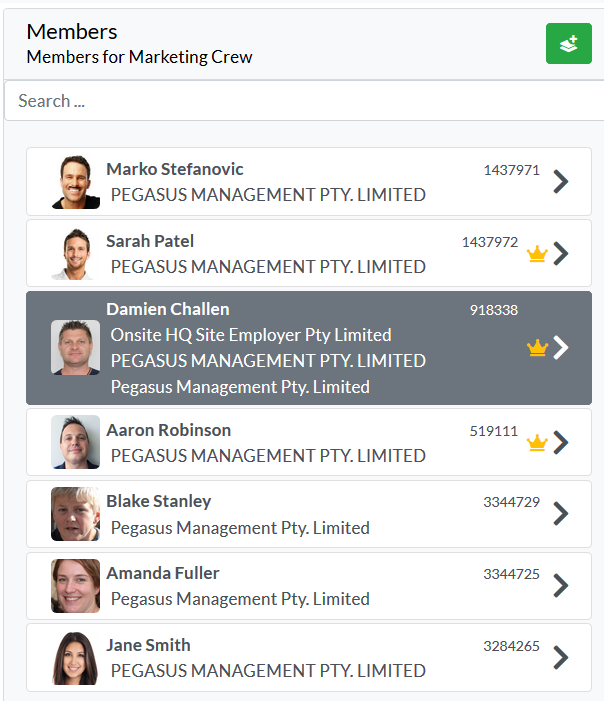 Members
Members for Marketing Crew
Search ...
Marko Stefanovic 1437971
PEGASUS MANAGEMENT PTY. LIMITED
Sarah Patel 1437972
PEGASUS MANAGEMENT PTY. LIMITED
Damien Challen 918338
Onsite HQ Site Employer Pty Limited
PEGASUS MANAGEMENT PTY. LIMITED
Pegasus Management Pty. Limited
Aaron Robinson 519111
PEGASUS MANAGEMENT PTY. LIMITED
Blake Stanley 3344729
Pegasus Management Pty. Limited
Amanda Fuller 3344725
Pegasus Management Pty. Limited
Jane Smith 3284265
PEGASUS MANAGEMENT PTY. LIMITED